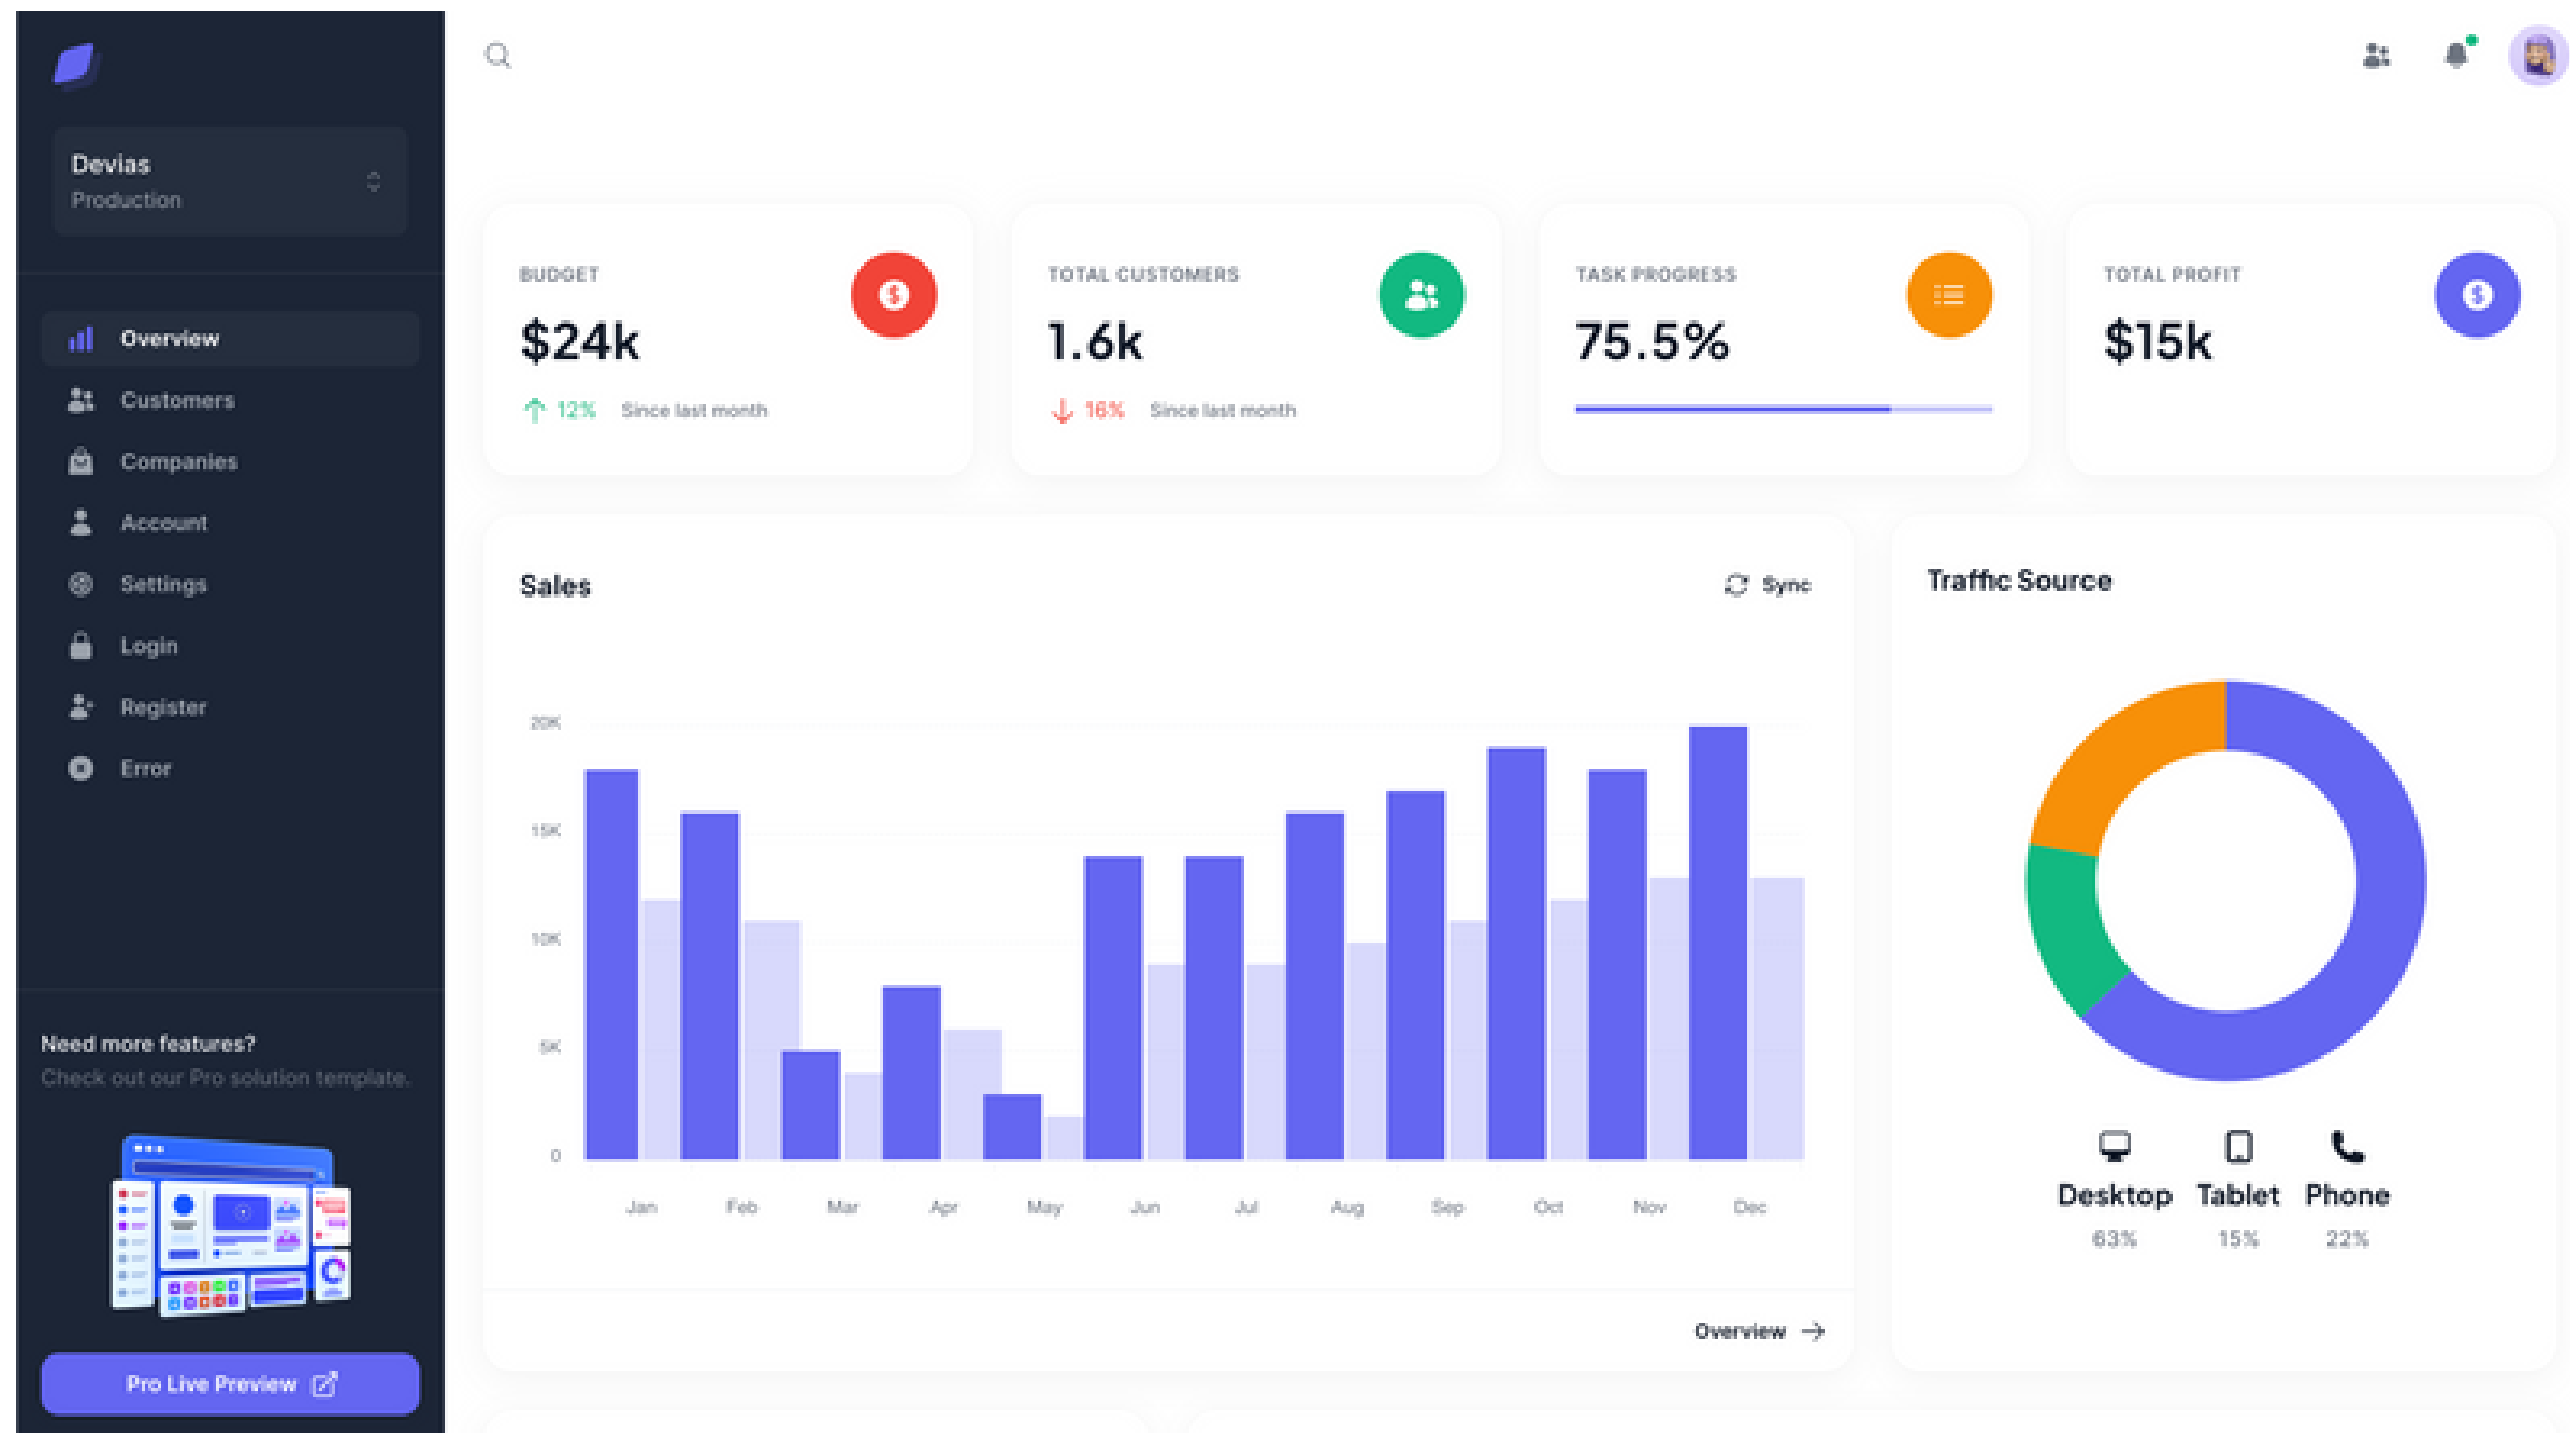 Devias
Production
Overview
Customers
Companies
Account
Settings
Login
Register
Error
Need more features?
Check out our Pro solution template.
Pro Live Preview
BUDGET
$24k
12% Since last month
TOTAL CUSTOMERS
1.6k
16% Since last month
TASK PROGRESS
75.5%
TOTAL PROFIT
$15k
Sales
Sync
20K
15K
10K
5K
0
Jan Feb Mar Apr May Jun Jul Aug Sep Oct Nov Dec
Overview
Traffic Source
Desktop Tablet Phone
63% 15% 22%